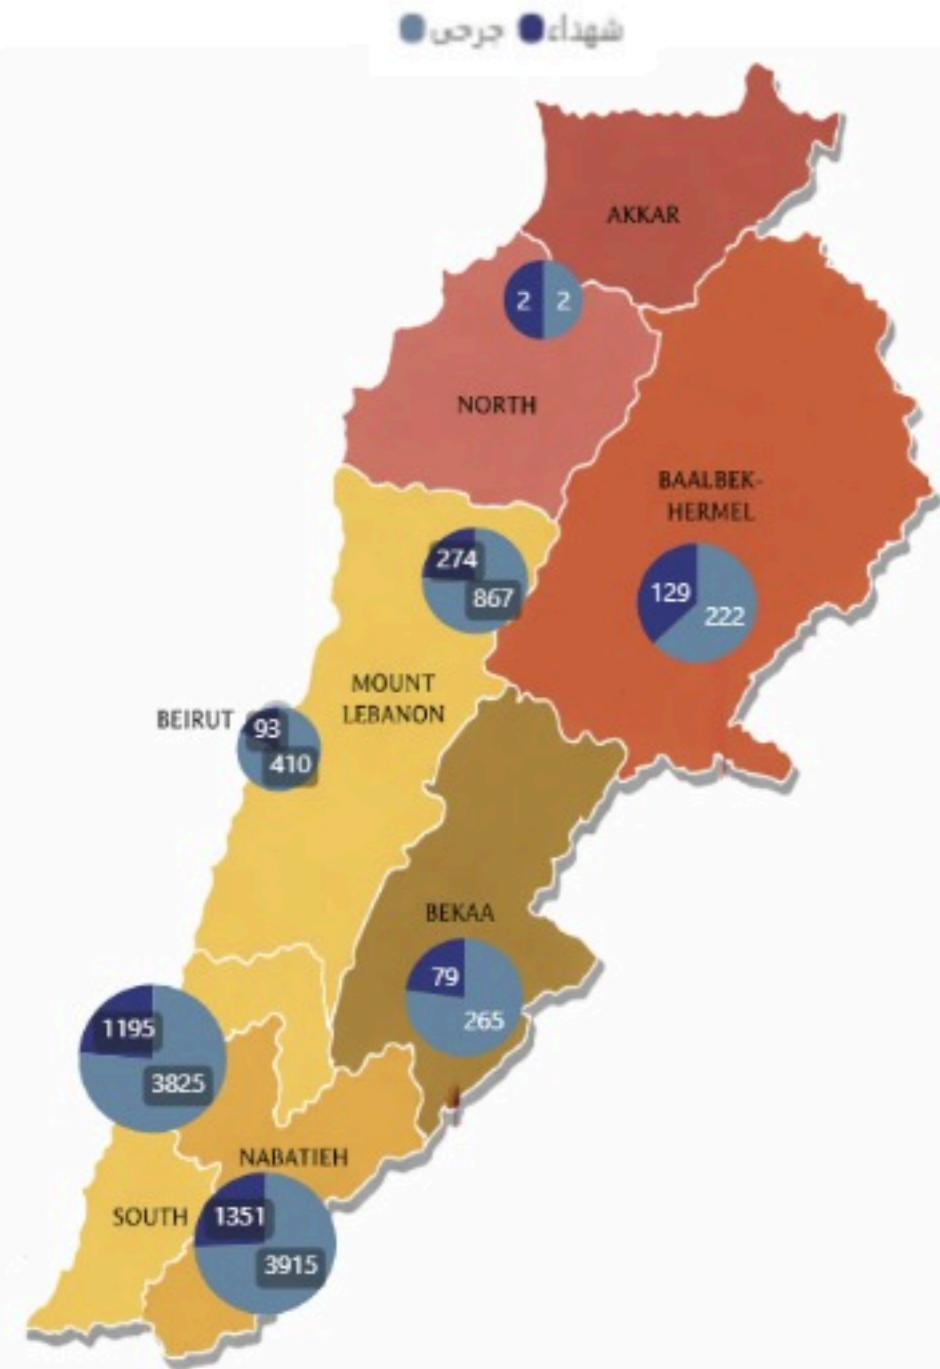 شهداء جرحى
AKKAR
2 2
NORTH
BAALBEK-
HERMEL
274
867
129
222
MOUNT
LEBANON
BEIRUT
93
410
BEKAA
79
265
1195
3825
NABATIEH
SOUTH
1351
3915